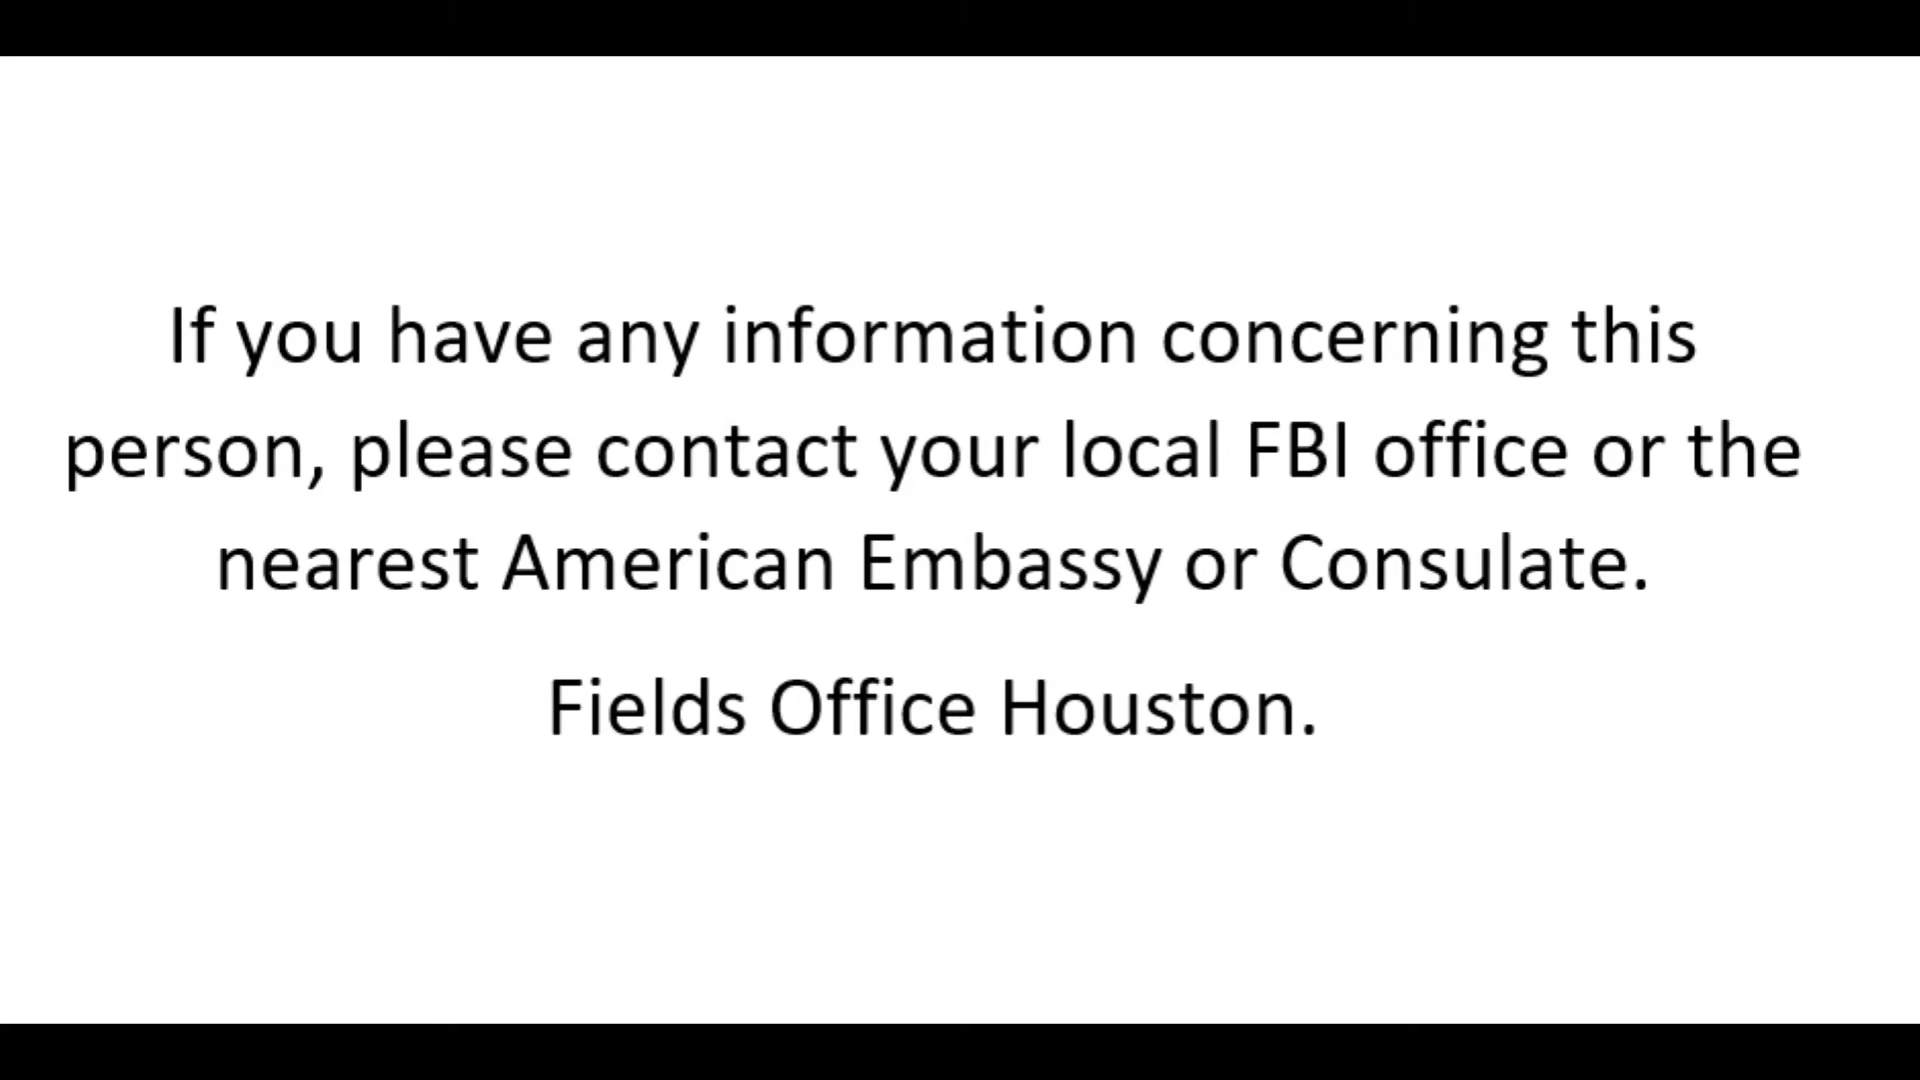 If you have any information concerning this
person, please contact your local FBI office or the
nearest American Embassy or Consulate.
Fields Office Houston.